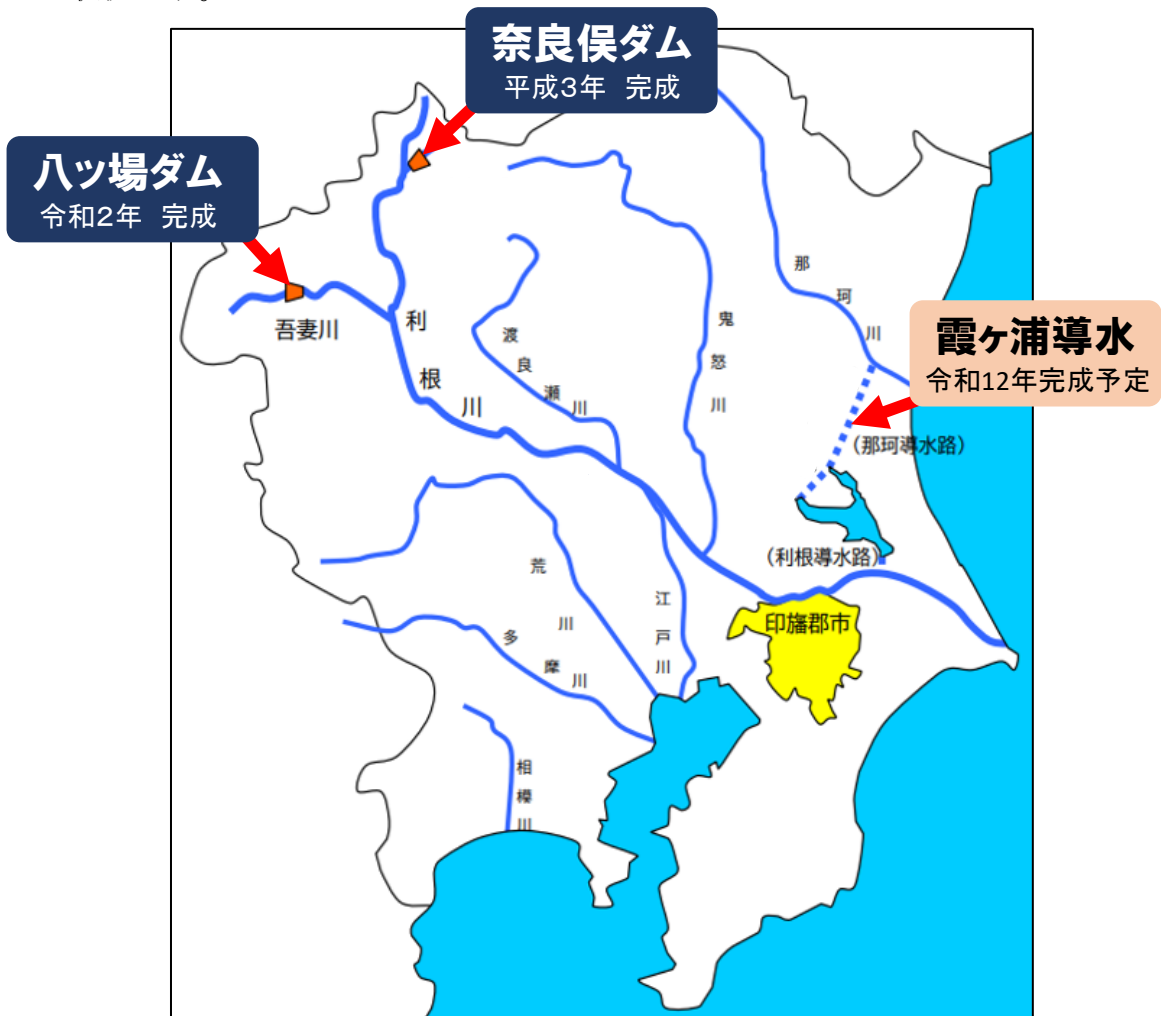 奈良俣ダム
平成3年 完成
八ッ場ダム
令和2年 完成
吾妻川
利根川
渡良瀬川
鬼怒川
那珂川
霞ヶ浦導水
令和12年完成予定
(那珂導水路)
(利根導水路)
印旛郡市
荒川
江戸川
多摩川
相模川